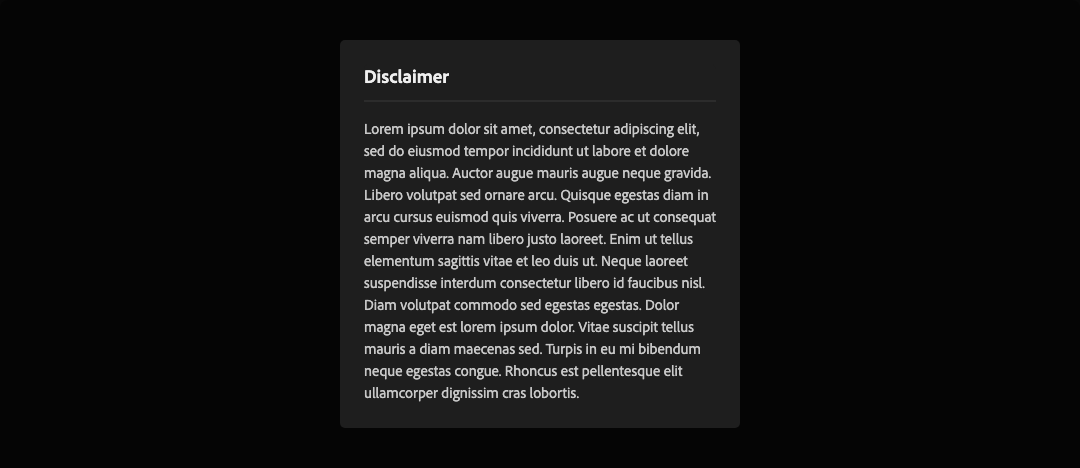 Disclaimer
Lorem ipsum dolor sit amet, consectetur adipiscing elit,
sed do eiusmod tempor incididunt ut labore et dolore
magna aliqua. Auctor augue mauris augue neque gravida.
Libero volutpat sed ornare arcu. Quisque egestas diam in
arcu cursus euismod quis viverra. Posuere ac ut consequat
semper viverra nam libero justo laoreet. Enim ut tellus
elementum sagittis vitae et leo duis ut. Neque laoreet
suspendisse interdum consectetur libero id faucibus nisl.
Diam volutpat commodo sed egestas egestas. Dolor
magna eget est lorem ipsum dolor. Vitae suscipit tellus
mauris a diam maecenas sed. Turpis in eu mi bibendum
neque egestas congue. Rhoncus est pellentesque elit
ullamcorper dignissim cras lobortis.